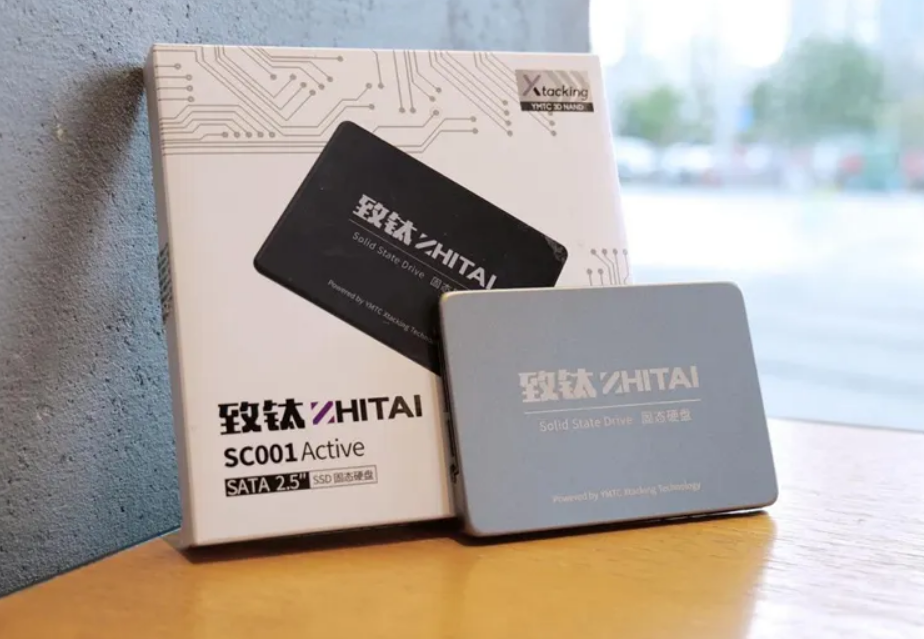 Xtacking
YMTC 3D NAND
致钛 ZHITAI
Solid State Drive 固态硬盘
Powered by YMTC Xtacking Technology
致钛 ZHITAI
SC001 Active
SATA 2.5" SSD 固态硬盘
致钛 ZHITAI
Solid State Drive 固态硬盘
Powered by YMTC Xtacking Technology